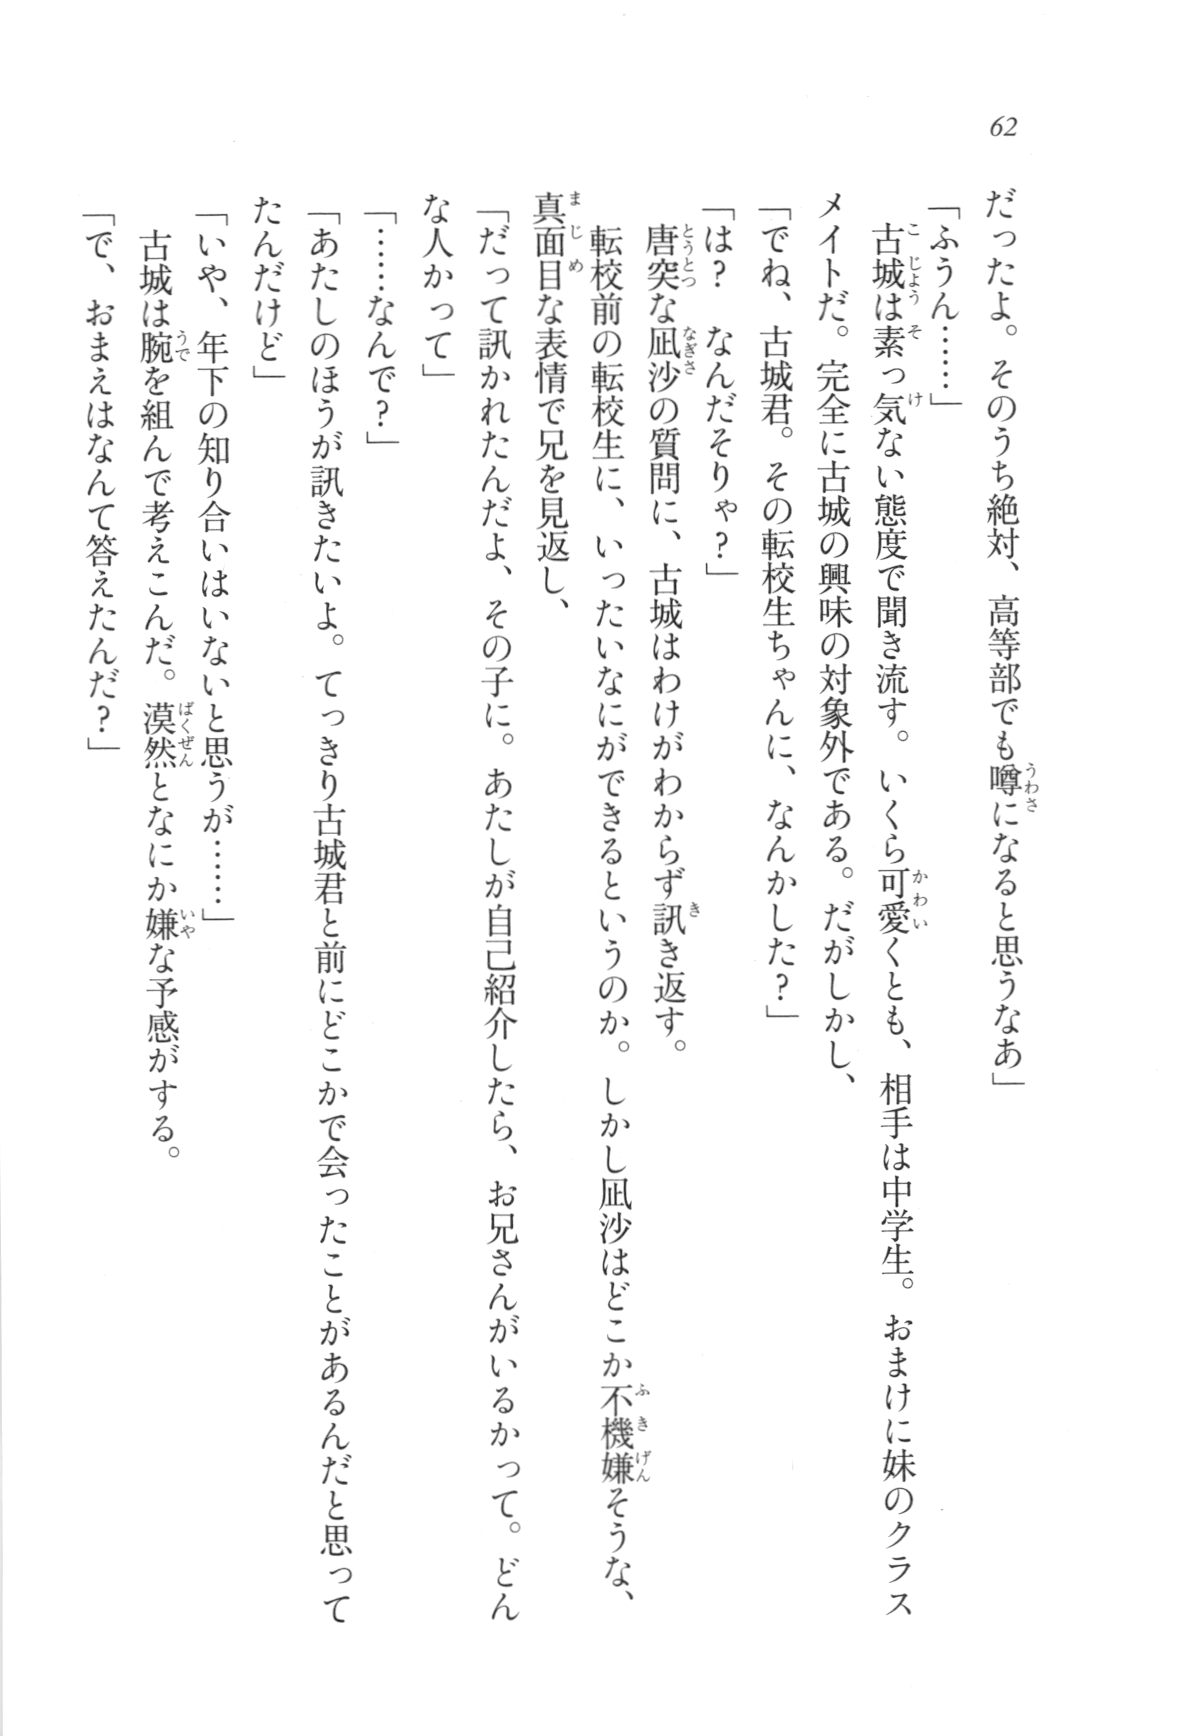 62
だったよ。そのうち絶対、高等部でも噂になると思うなあ」
「ふうん……」
古城は素っ気ない態度で聞き流す。いくら可愛くとも、相手は中学生。おまけに妹のクラス
メイトだ。完全に古城の興味の対象外である。だがしかし、
「でね、古城君。その転校生ちゃんに、なんかした？」
「は？　なんだそりゃ？」
唐突な凪沙の質問に、古城はわけがわからず訊き返す。
転校前の転校生に、いったいなにができるというのか。しかし凪沙はどこか不機嫌そうな、
真面目な表情で兄を見返し、
「だって訊かれたんだよ、その子に。あたしが自己紹介したら、お兄さんがいるかって。どん
な人かって」
「……なんで？」
「あたしのほうが訊きたいよ。てっきり古城君と前にどこかで会ったことがあるんだと思って
たんだけど」
「いや、年下の知り合いはいないと思うが……」
古城は腕を組んで考えこんだ。漠然となにか嫌な予感がする。
「で、おまえはなんて答えたんだ？」